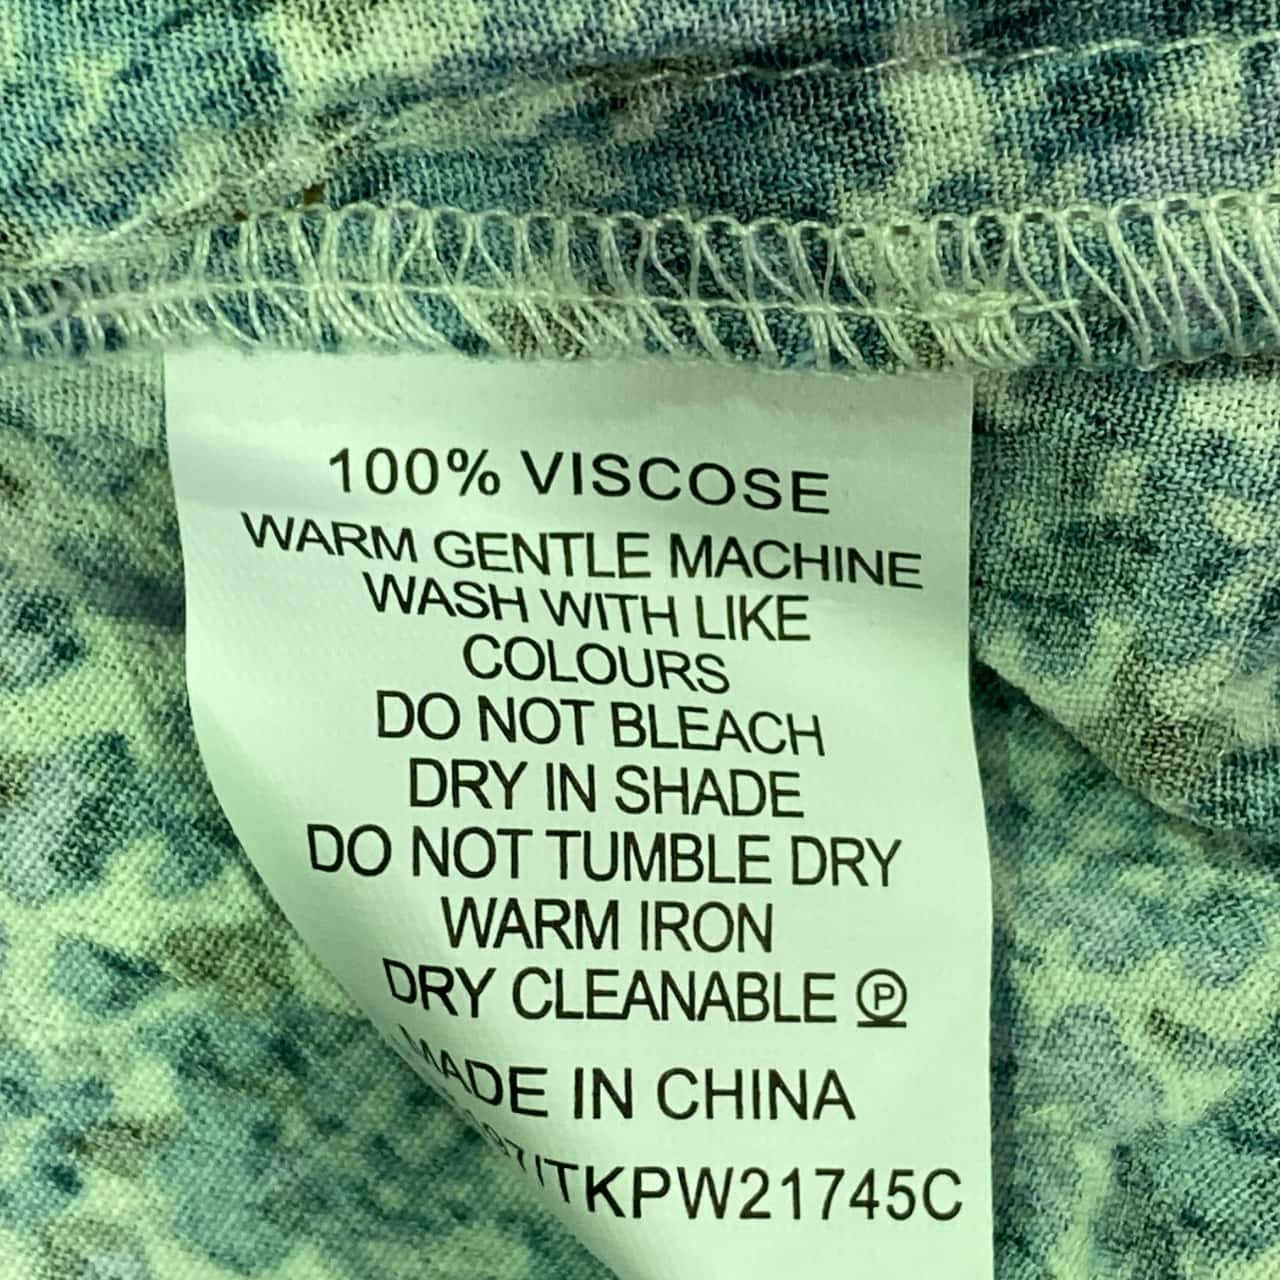 100% VISCOSE
WARM GENTLE MACHINE
WASH WITH LIKE
COLOURS
DO NOT BLEACH
DRY IN SHADE
DO NOT TUMBLE DRY
WARM IRON
DRY CLEANABLE Ⓟ
MADE IN CHINA
TKPW21745C